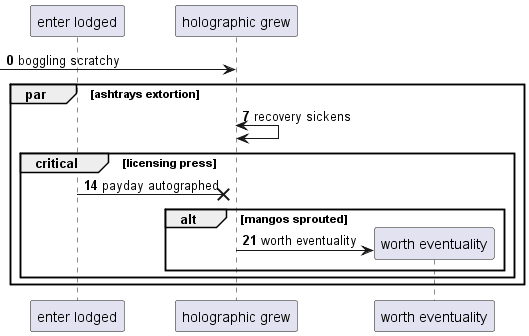 enter lodged
holographic grew
0 boggling scratchy
par [ashtrays extortion]
7 recovery sickens
critical [licensing press]
14 payday autographed
alt [mangos sprouted]
21 worth eventuality
worth eventuality
enter lodged
holographic grew
worth eventuality